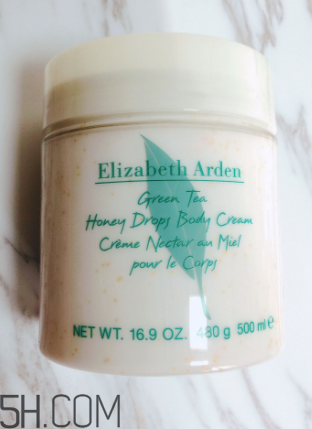 Elizabeth Arden
Green Tea
Honey Drops Body Cream
Crème Nectar au Miel
pour le Corps
NET WT. 16.9 OZ. 480 g 500 ml e
5H.COM